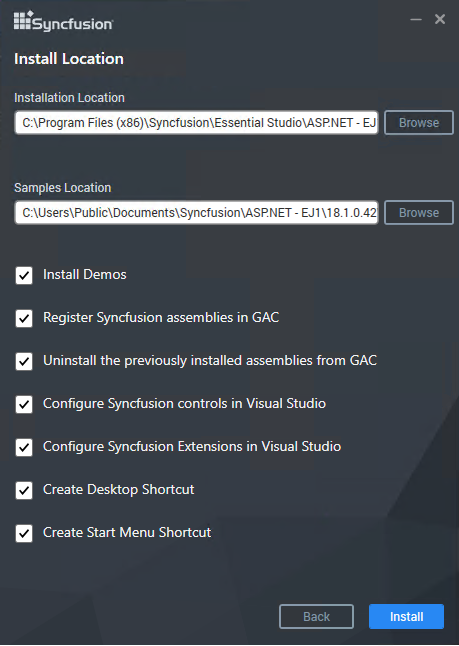 Syncfusion
Install Location
Installation Location
C:\Program Files (x86)\Syncfusion\Essential Studio\ASP.NET - EJ
Browse
Samples Location
C:\Users\Public\Documents\Syncfusion\ASP.NET - EJ1\18.1.0.42
Browse
Install Demos
Register Syncfusion assemblies in GAC
Uninstall the previously installed assemblies from GAC
Configure Syncfusion controls in Visual Studio
Configure Syncfusion Extensions in Visual Studio
Create Desktop Shortcut
Create Start Menu Shortcut
Back
Install